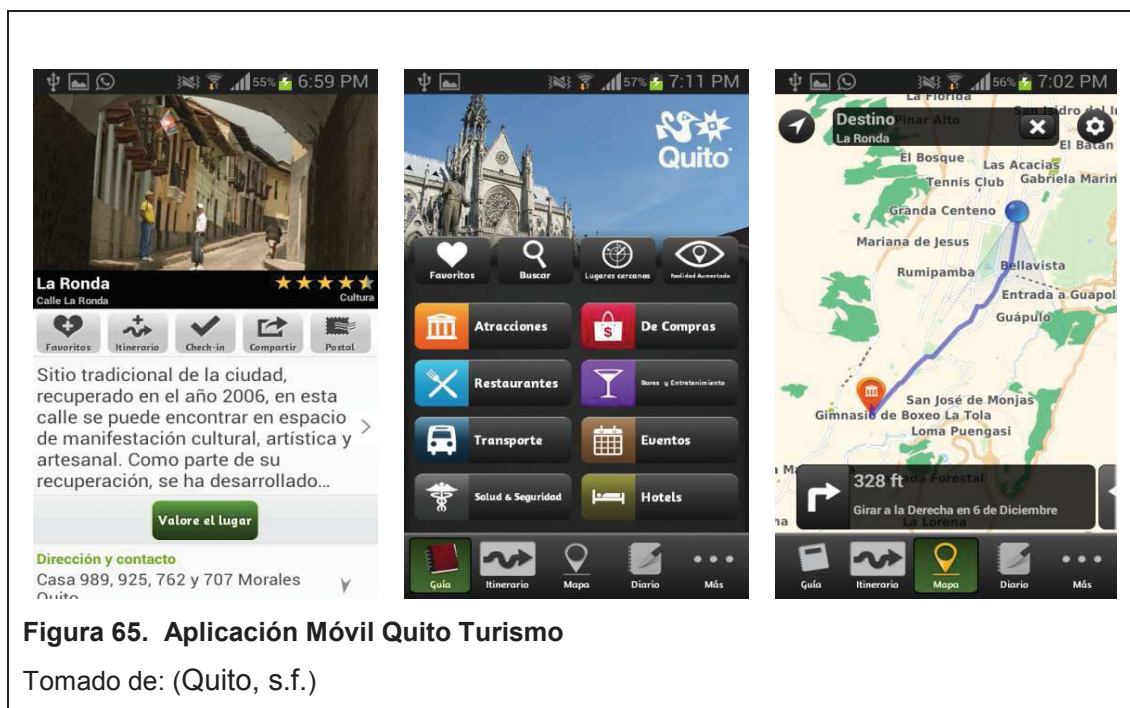 55% 6:59 PM
La Ronda
Calle La Ronda
Cultura
Favoritos
Itinerario
Check-in
Compartir
Postal
Sitio tradicional de la ciudad,
recuperado en el año 2006, en esta
calle se puede encontrar en espacio
de manifestación cultural, artística y
artesanal. Como parte de su
recuperación, se ha desarrollado...
Valore el lugar
Dirección y contacto
Casa 989, 925, 762 y 707 Morales
Quito
57% 7:11 PM
Quito
Favoritos
Buscar
Lugares cercanos
Realidad Aumentada
Atracciones
De Compras
Restaurantes
Bares y Entretenimiento
Transporte
Eventos
Salud & Seguridad
Hotels
Guía
Itinerario
Mapa
Diario
Más
56% 7:02 PM
La Florida
Destino
La Ronda
Pinar Alto
San Isidro del
El Batan
El Bosque
Las Acacias
Tennis Club
Gabriela Marin
Granda Centeno
Mariana de Jesus
Bellavista
Rumipamba
Entrada a Guapol
Guápulo
San José de Monjas
Gimnasio de Boxeo La Tola
Loma Puengasi
328 ft
Forestal
Girar a la Derecha en 6 de Diciembre
La Lorena
Guía
Itinerario
Mapa
Diario
Más
Figura 65. Aplicación Móvil Quito Turismo
Tomado de: (Quito, s.f.)